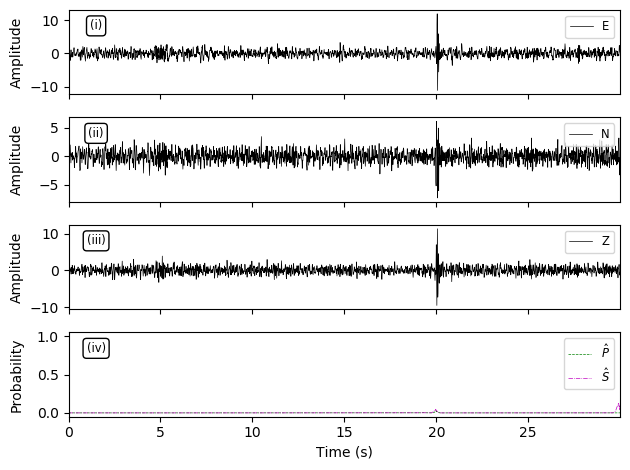 (i)
E
Amplitude
10
0
−10
(ii)
N
Amplitude
5
0
−5
(iii)
Z
Amplitude
10
0
−10
(iv)
P̂
Ŝ
Probability
1.0
0.5
0.0
0 5 10 15 20 25
Time (s)